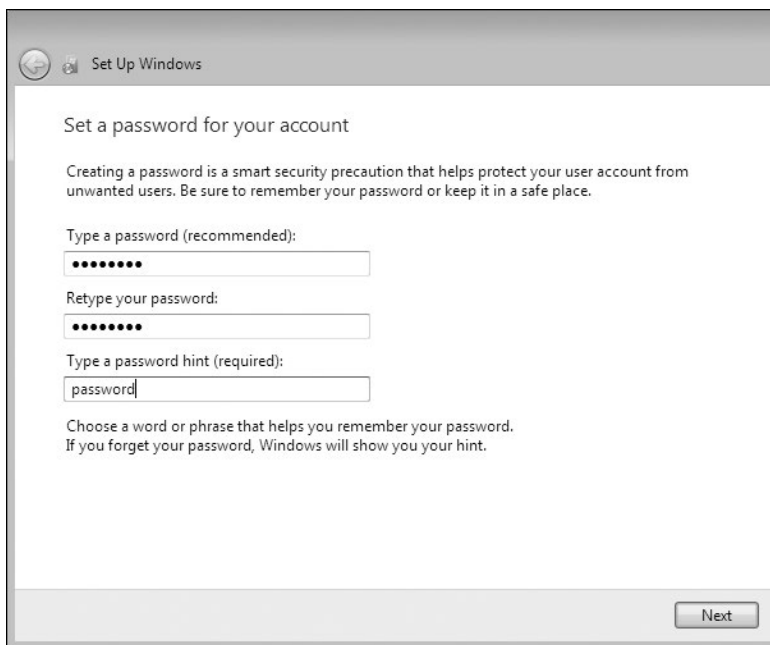 Set Up Windows
Set a password for your account
Creating a password is a smart security precaution that helps protect your user account from
unwanted users. Be sure to remember your password or keep it in a safe place.
Type a password (recommended):
••••••••
Retype your password:
••••••••
Type a password hint (required):
password
Choose a word or phrase that helps you remember your password.
If you forget your password, Windows will show you your hint.
Next